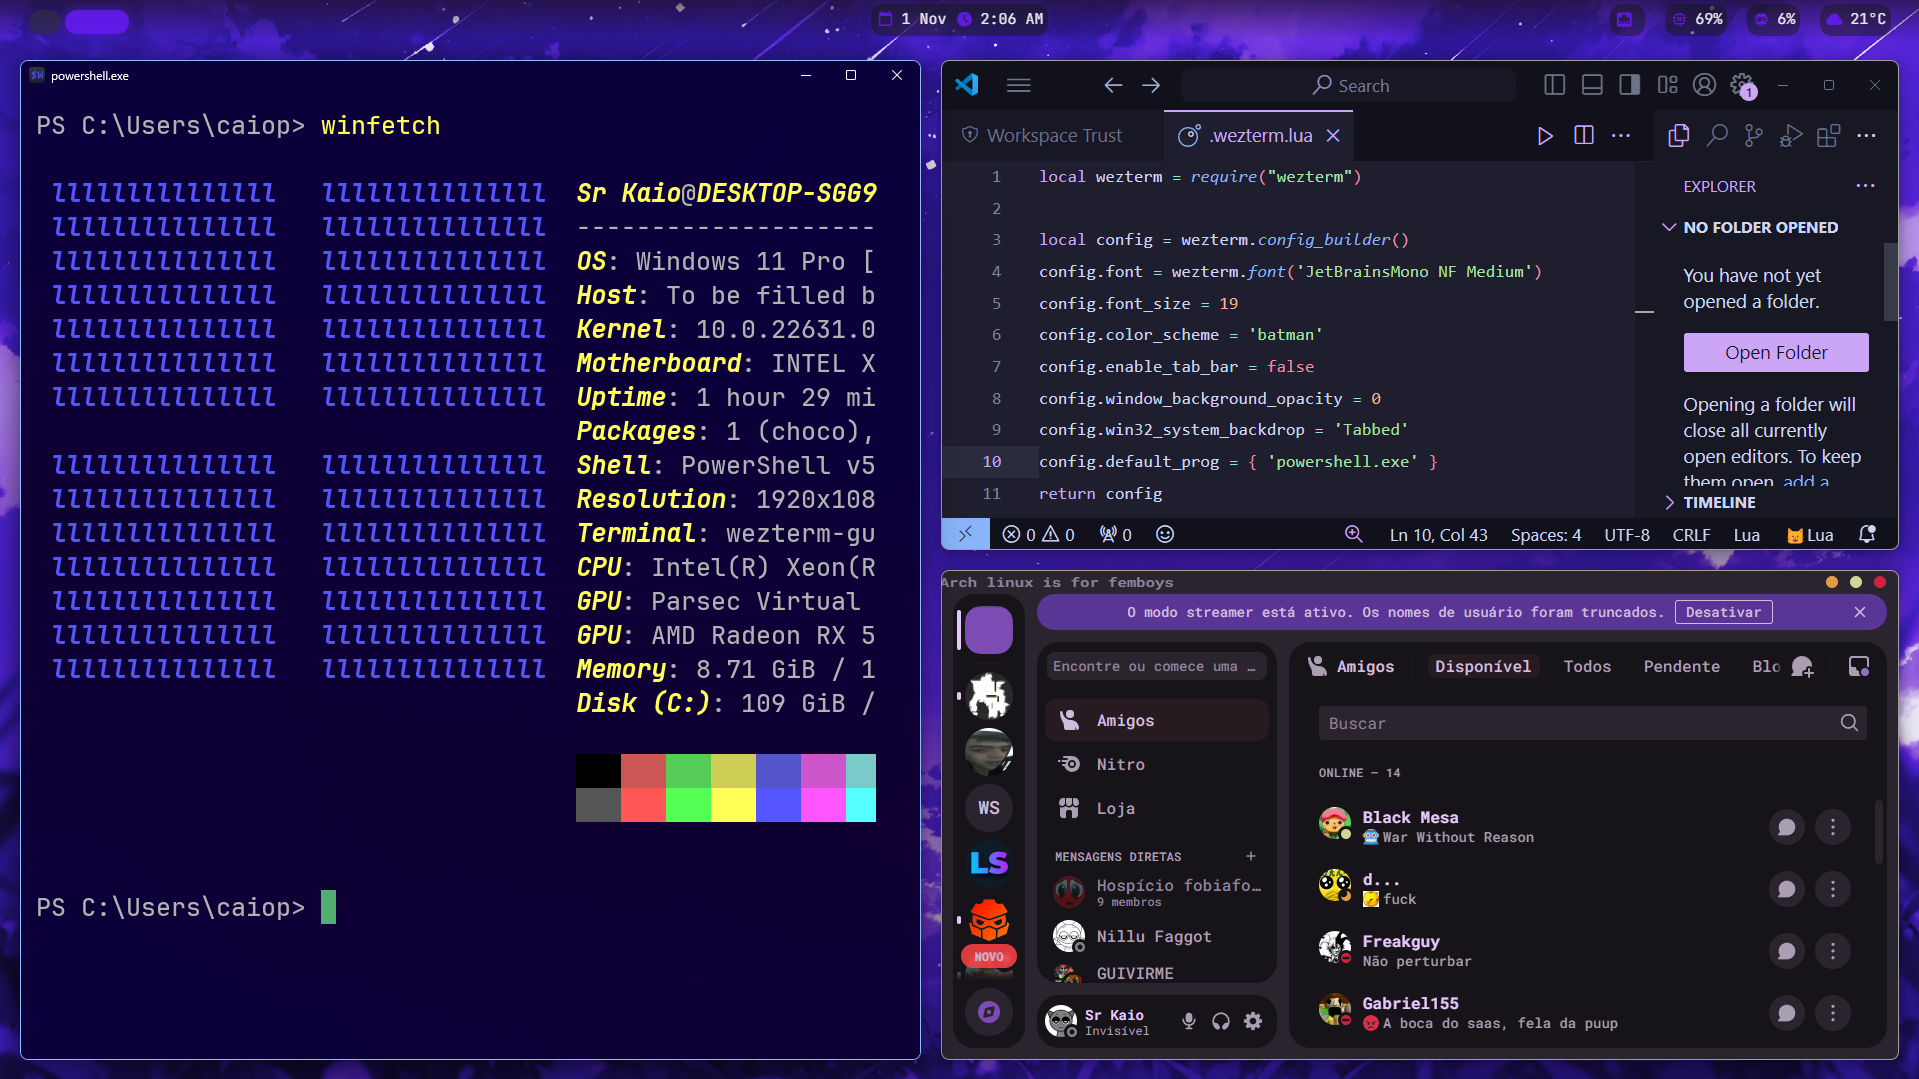 1 Nov 2:06 AM
69%
6%
21°C
powershell.exe
PS C:\Users\caiop> winfetch
lllllllllllllll lllllllllllllll Sr Kaio@DESKTOP-SGG9
lllllllllllllll lllllllllllllll --------------------
lllllllllllllll lllllllllllllll OS: Windows 11 Pro [
lllllllllllllll lllllllllllllll Host: To be filled b
lllllllllllllll lllllllllllllll Kernel: 10.0.22631.0
lllllllllllllll lllllllllllllll Motherboard: INTEL X
lllllllllllllll lllllllllllllll Uptime: 1 hour 29 mi
Packages: 1 (choco),
lllllllllllllll lllllllllllllll Shell: PowerShell v5
lllllllllllllll lllllllllllllll Resolution: 1920x108
lllllllllllllll lllllllllllllll Terminal: wezterm-gu
lllllllllllllll lllllllllllllll CPU: Intel(R) Xeon(R
lllllllllllllll lllllllllllllll GPU: Parsec Virtual
lllllllllllllll lllllllllllllll GPU: AMD Radeon RX 5
lllllllllllllll lllllllllllllll Memory: 8.71 GiB / 1
Disk (C:): 109 GiB /
PS C:\Users\caiop>
Search
1
Workspace Trust
.wezterm.lua
1 local wezterm = require("wezterm")
2
3 local config = wezterm.config_builder()
4 config.font = wezterm.font('JetBrainsMono NF Medium')
5 config.font_size = 19
6 config.color_scheme = 'batman'
7 config.enable_tab_bar = false
8 config.window_background_opacity = 0
9 config.win32_system_backdrop = 'Tabbed'
10 config.default_prog = { 'powershell.exe' }
11 return config
EXPLORER
NO FOLDER OPENED
You have not yet
opened a folder.
Open Folder
Opening a folder will
close all currently
open editors. To keep
them open, add a
TIMELINE
0 0 0 Ln 10, Col 43 Spaces: 4 UTF-8 CRLF Lua Lua
Arch linux is for femboys
O modo streamer está ativo. Os nomes de usuário foram truncados. Desativar
WS
LS
NOVO
Encontre ou comece uma …
Amigos
Nitro
Loja
MENSAGENS DIRETAS
Hospício fobiafo…
9 membros
Nillu Faggot
GUIVIRME
Sr Kaio
Invisível
Amigos Disponível Todos Pendente Blo
Buscar
ONLINE — 14
Black Mesa
🤖War Without Reason
d...
fuck
Freakguy
Não perturbar
Gabriel155
😡A boca do saas, fela da puup